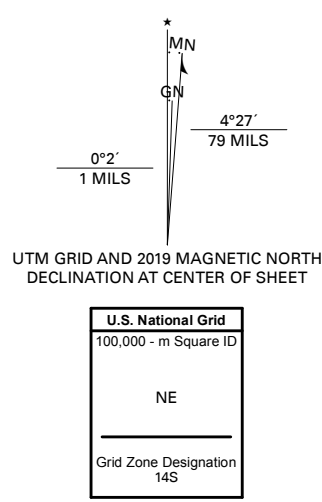 ★
MN
GN
4°27´
79 MILS
0°2´
1 MILS
UTM GRID AND 2019 MAGNETIC NORTH
DECLINATION AT CENTER OF SHEET
U.S. National Grid
100,000 - m Square ID
NE
Grid Zone Designation
14S